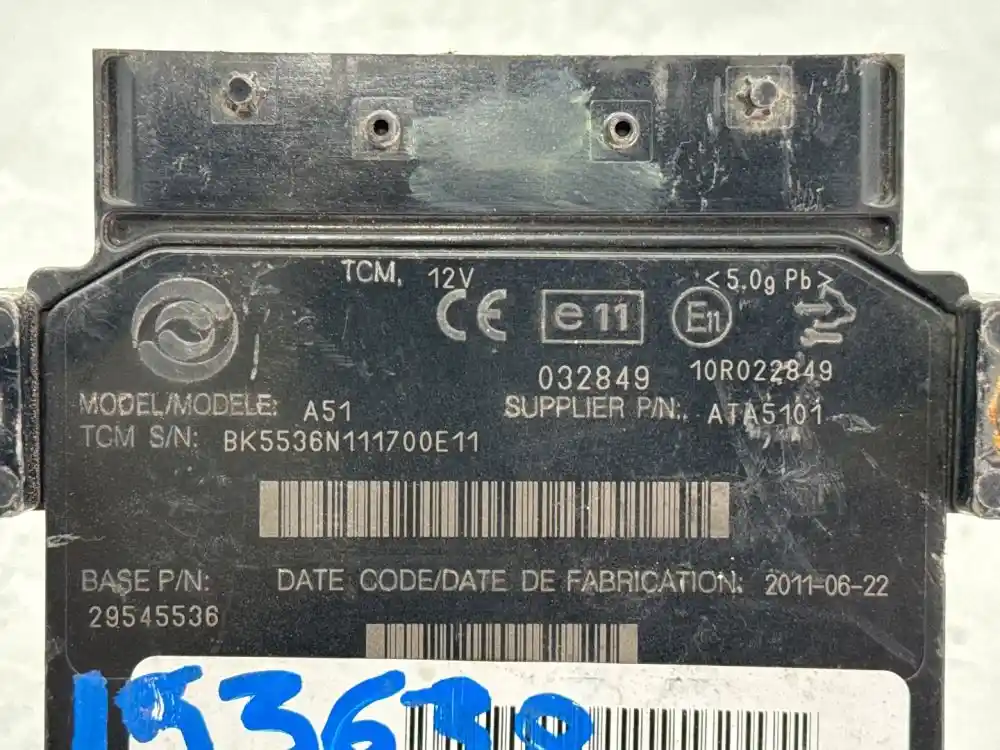 TCM, 12V
< 5.0g Pb >
CE e11 E11
032849 10R022849
MODEL/MODELE: A51
SUPPLIER P/N: ATA5101
TCM S/N: BK5536N111700E11
BASE P/N:
29545536
DATE CODE/DATE DE FABRICATION: 2011-06-22